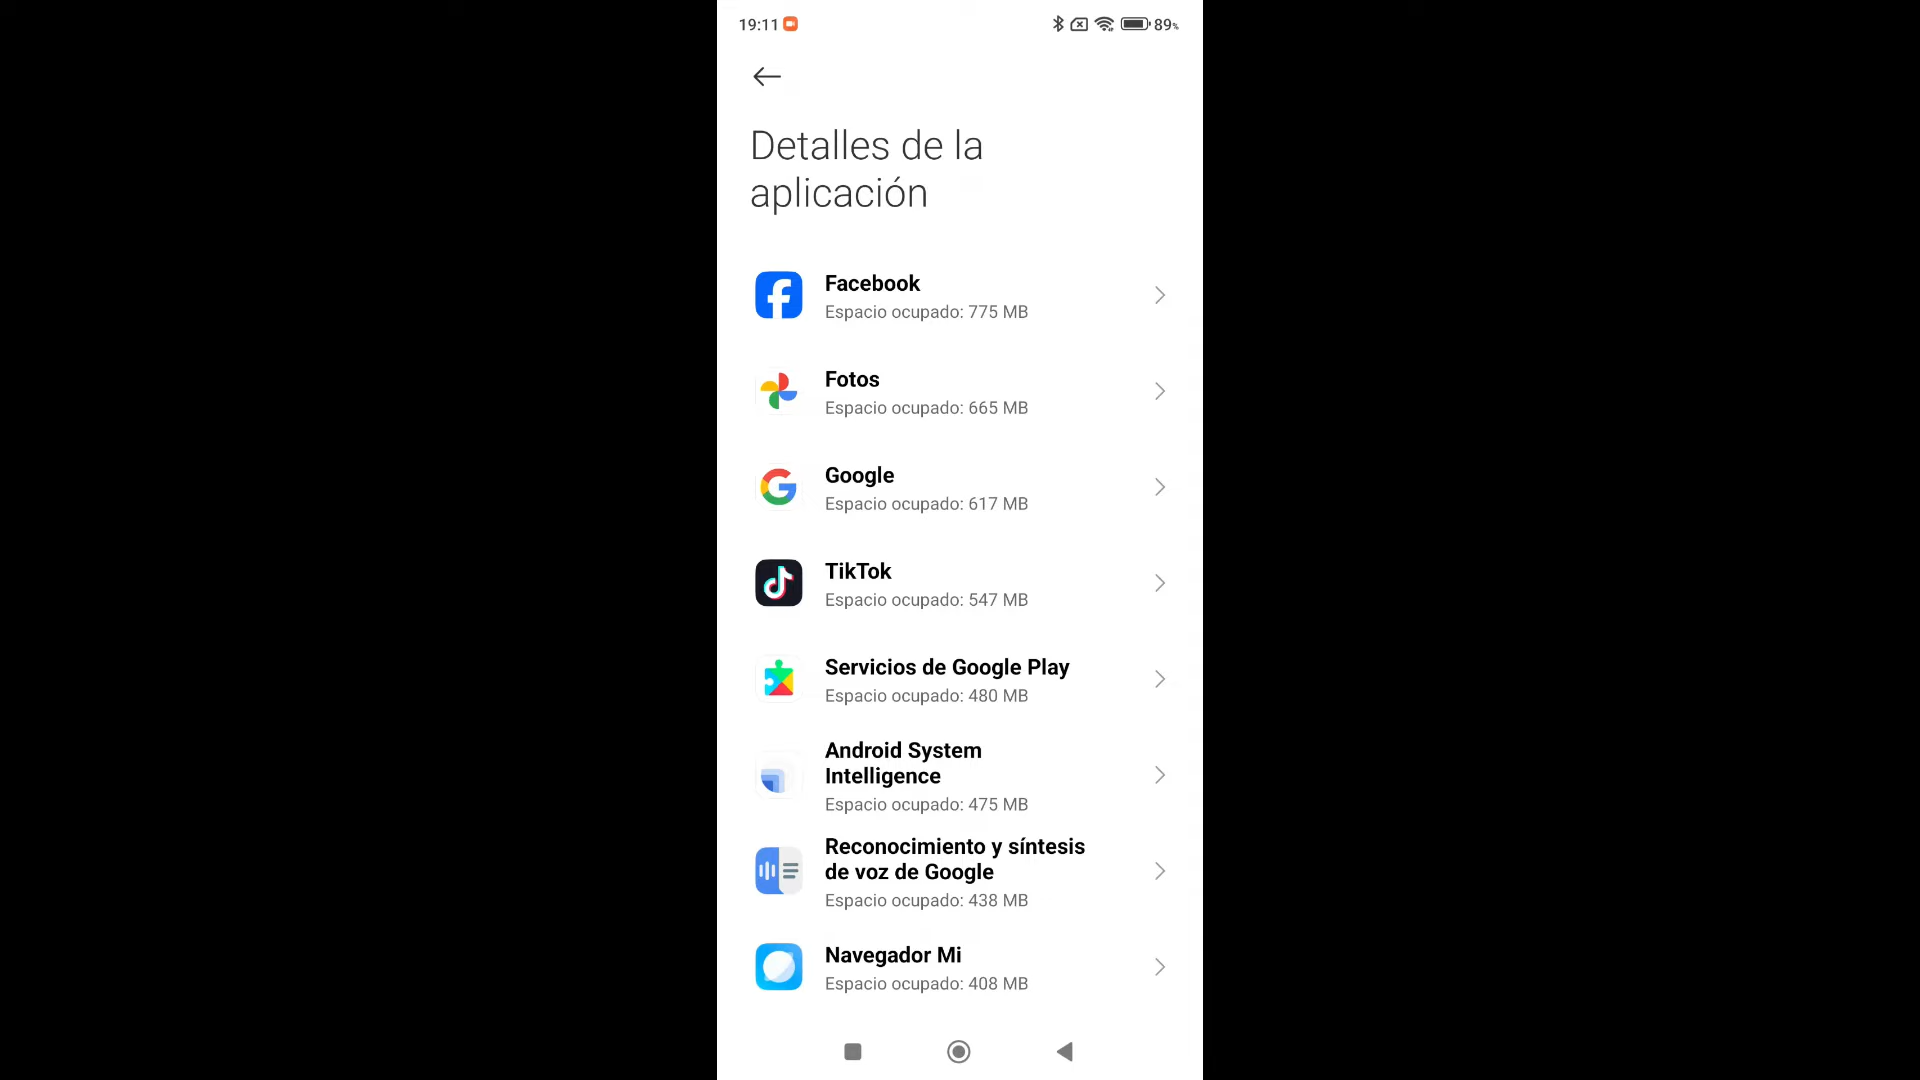 19:11
89%
Detalles de la
aplicación
Facebook
Espacio ocupado: 775 MB
Fotos
Espacio ocupado: 665 MB
Google
Espacio ocupado: 617 MB
TikTok
Espacio ocupado: 547 MB
Servicios de Google Play
Espacio ocupado: 480 MB
Android System
Intelligence
Espacio ocupado: 475 MB
Reconocimiento y síntesis
de voz de Google
Espacio ocupado: 438 MB
Navegador Mi
Espacio ocupado: 408 MB